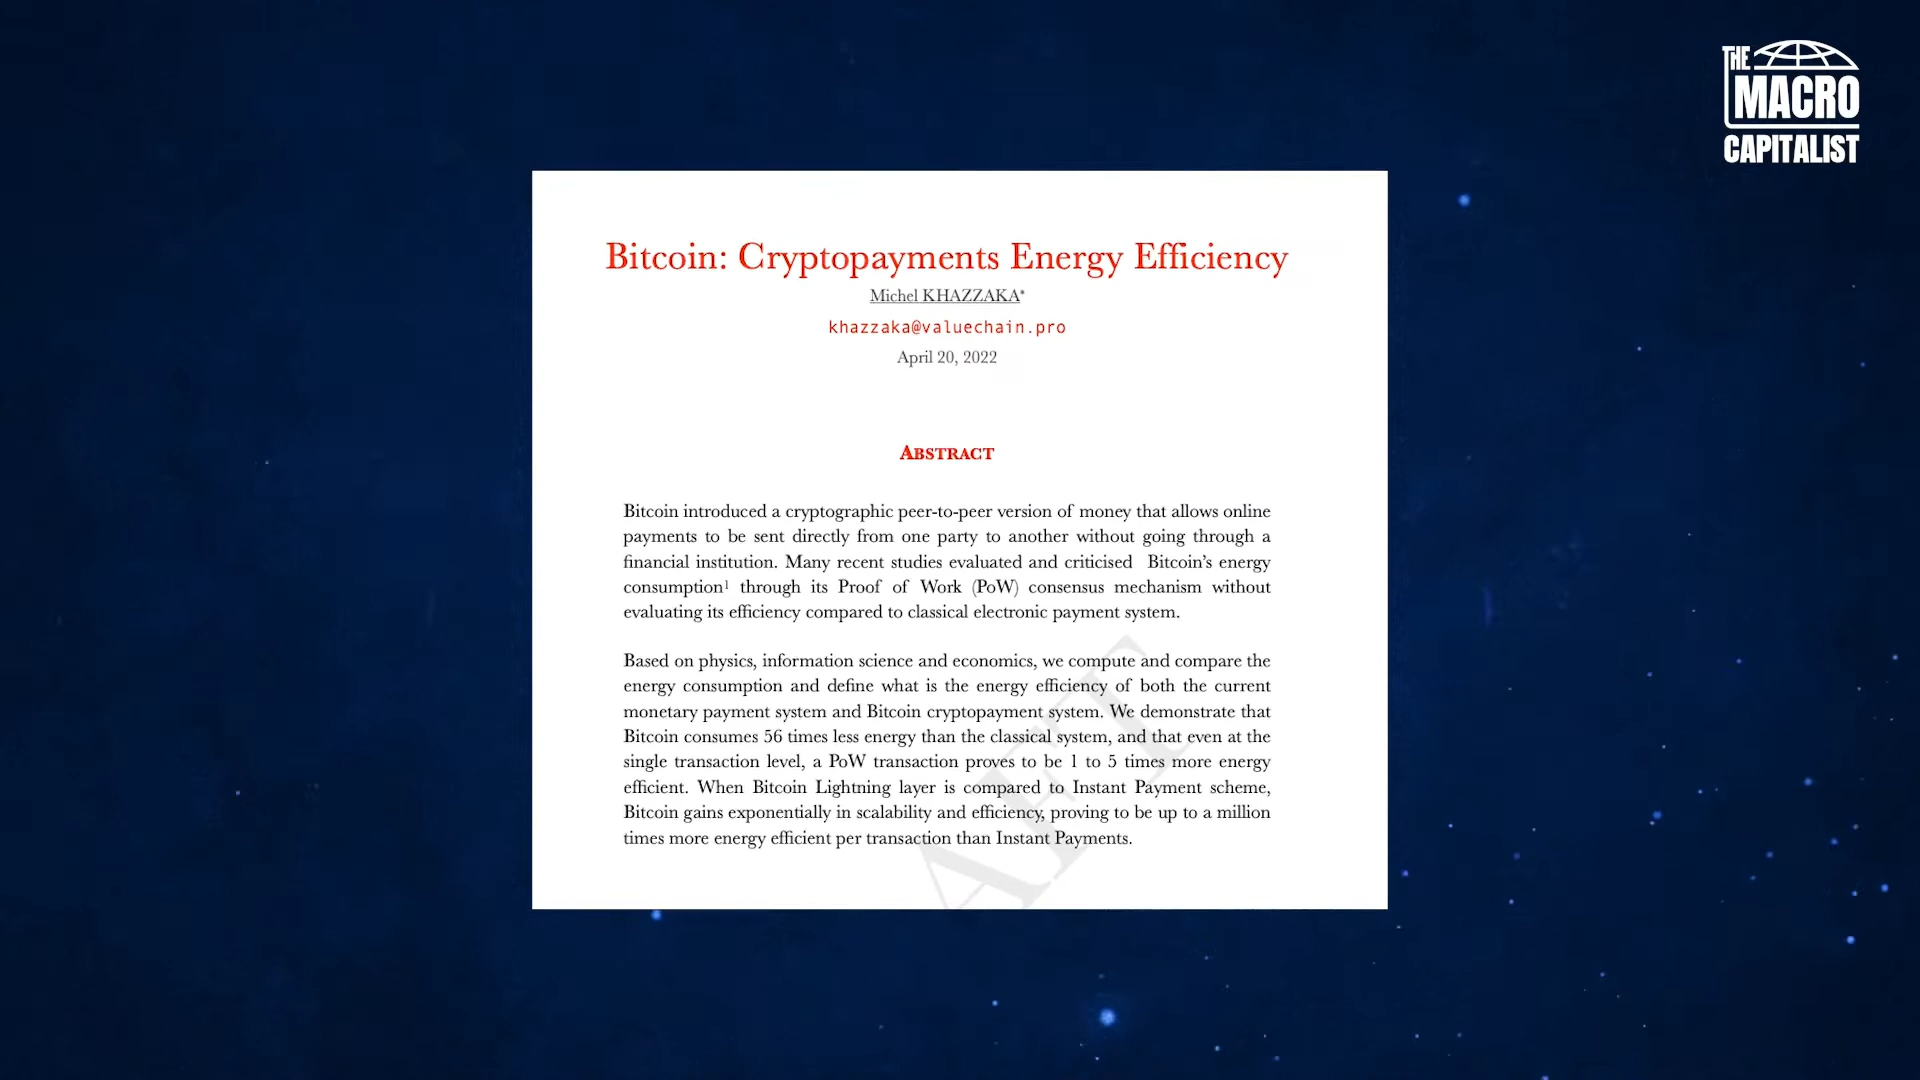 THE
MACRO
CAPITALIST
Bitcoin: Cryptopayments Energy Efficiency
Michel KHAZZAKA*
khazzaka@valuechain.pro
April 20, 2022
ABSTRACT
Bitcoin introduced a cryptographic peer-to-peer version of money that allows online
payments to be sent directly from one party to another without going through a
financial institution. Many recent studies evaluated and criticised Bitcoin's energy
consumption¹ through its Proof of Work (PoW) consensus mechanism without
evaluating its efficiency compared to classical electronic payment system.
Based on physics, information science and economics, we compute and compare the
energy consumption and define what is the energy efficiency of both the current
monetary payment system and Bitcoin cryptopayment system. We demonstrate that
Bitcoin consumes 56 times less energy than the classical system, and that even at the
single transaction level, a PoW transaction proves to be 1 to 5 times more energy
efficient. When Bitcoin Lightning layer is compared to Instant Payment scheme,
Bitcoin gains exponentially in scalability and efficiency, proving to be up to a million
times more energy efficient per transaction than Instant Payments.
AFT